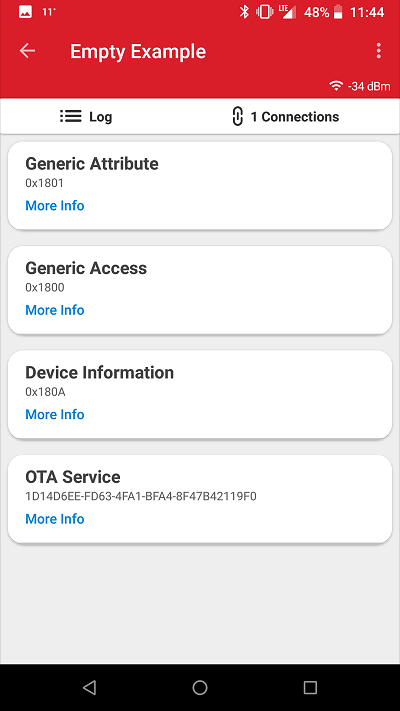 11° LTE 48% 11:44
Empty Example
-34 dBm
Log 1 Connections
Generic Attribute
0x1801
More Info
Generic Access
0x1800
More Info
Device Information
0x180A
More Info
OTA Service
1D14D6EE-FD63-4FA1-BFA4-8F47B42119F0
More Info